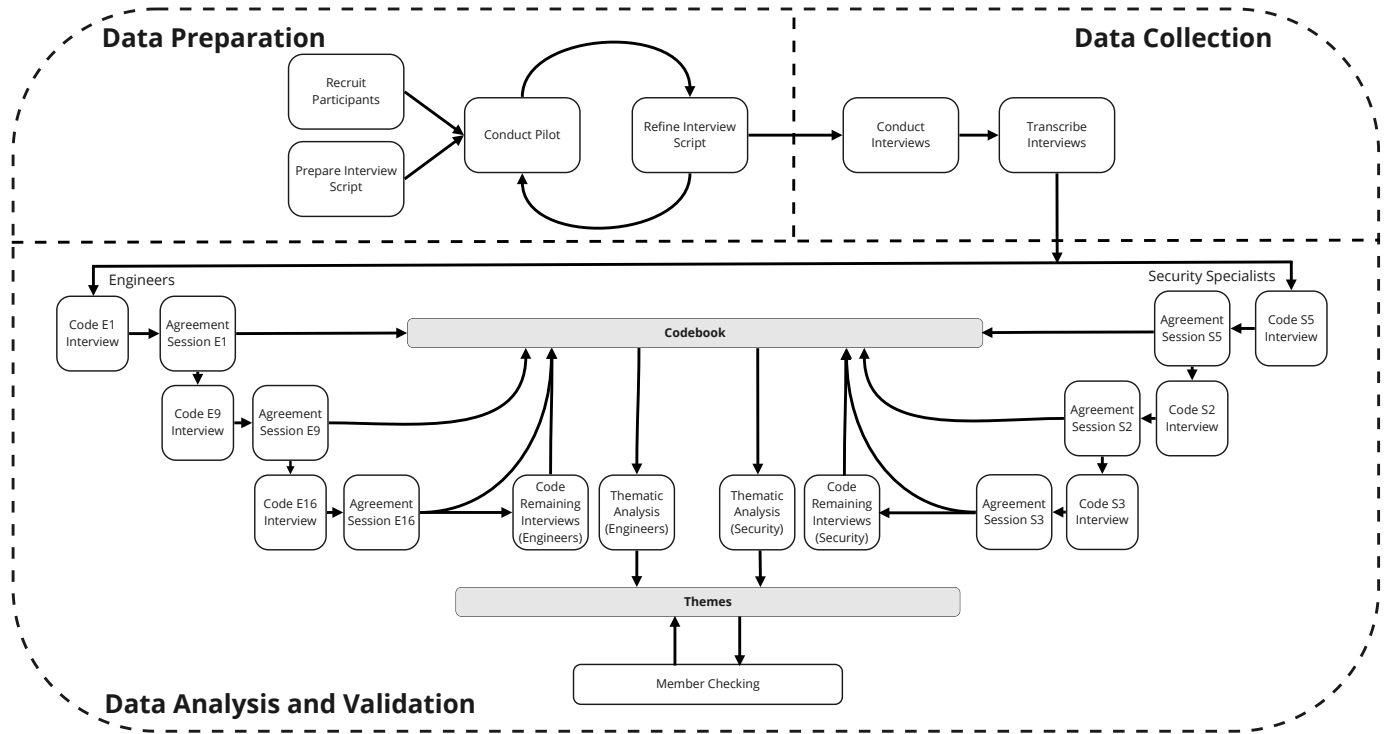 Data Preparation
Data Collection
Recruit
Participants
Prepare Interview
Script
Conduct Pilot
Refine Interview
Script
Conduct
Interviews
Transcribe
Interviews
Engineers
Security Specialists
Code E1
Interview
Agreement
Session E1
Codebook
Agreement
Session S5
Code S5
Interview
Code E9
Interview
Agreement
Session E9
Agreement
Session S2
Code S2
Interview
Code E16
Interview
Agreement
Session E16
Code
Remaining
Interviews
(Engineers)
Thematic
Analysis
(Engineers)
Thematic
Analysis
(Security)
Code
Remaining
Interviews
(Security)
Agreement
Session S3
Code S3
Interview
Themes
Member Checking
Data Analysis and Validation